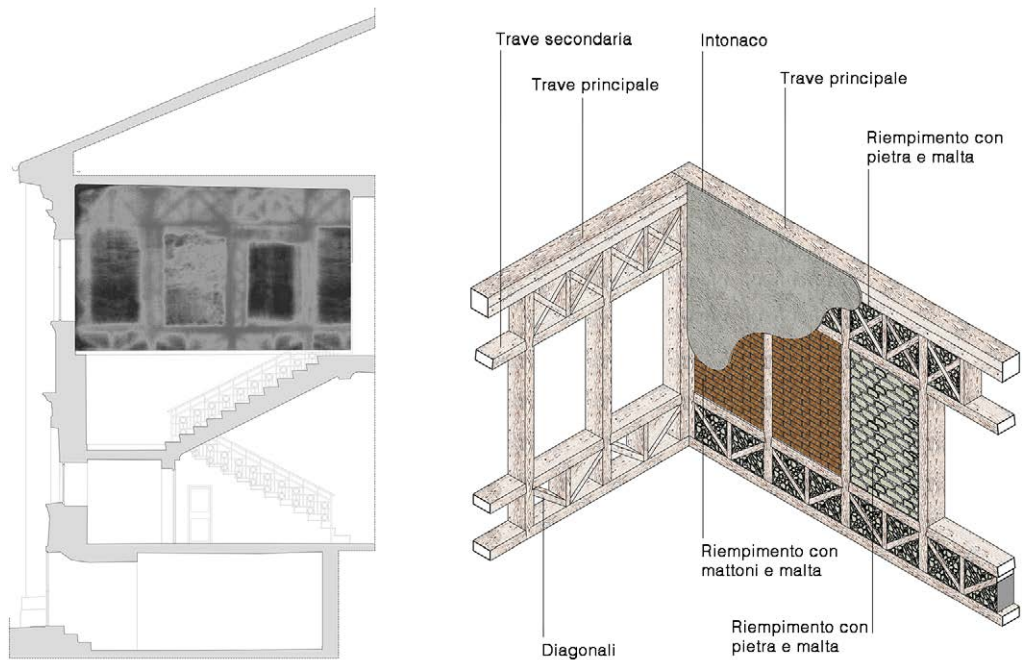 Trave secondaria
Intonaco
Trave principale
Trave principale
Riempimento con
pietra e malta
Riempimento con
mattoni e malta
Riempimento con
pietra e malta
Diagonali